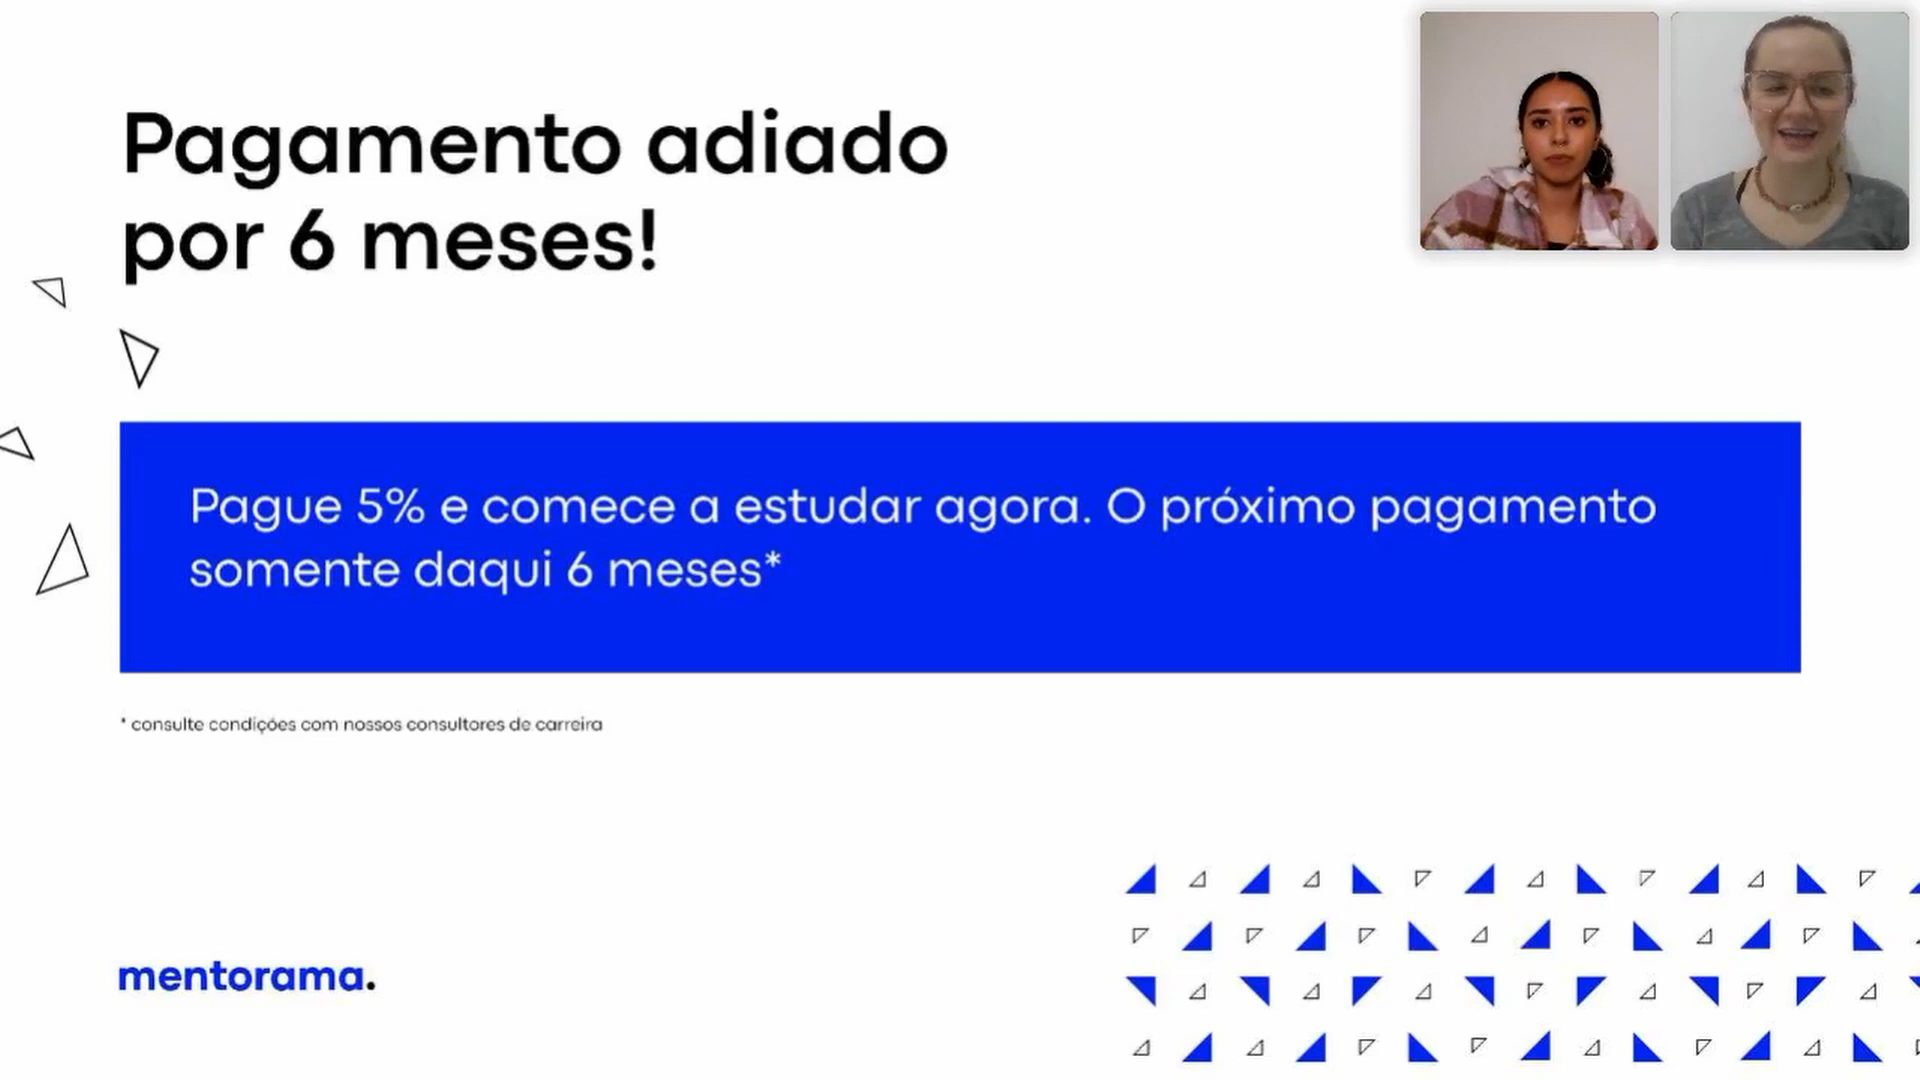 Pagamento adiado
por 6 meses!
Pague 5% e comece a estudar agora. O próximo pagamento
somente daqui 6 meses*
* consulte condições com nossos consultores de carreira
mentorama.